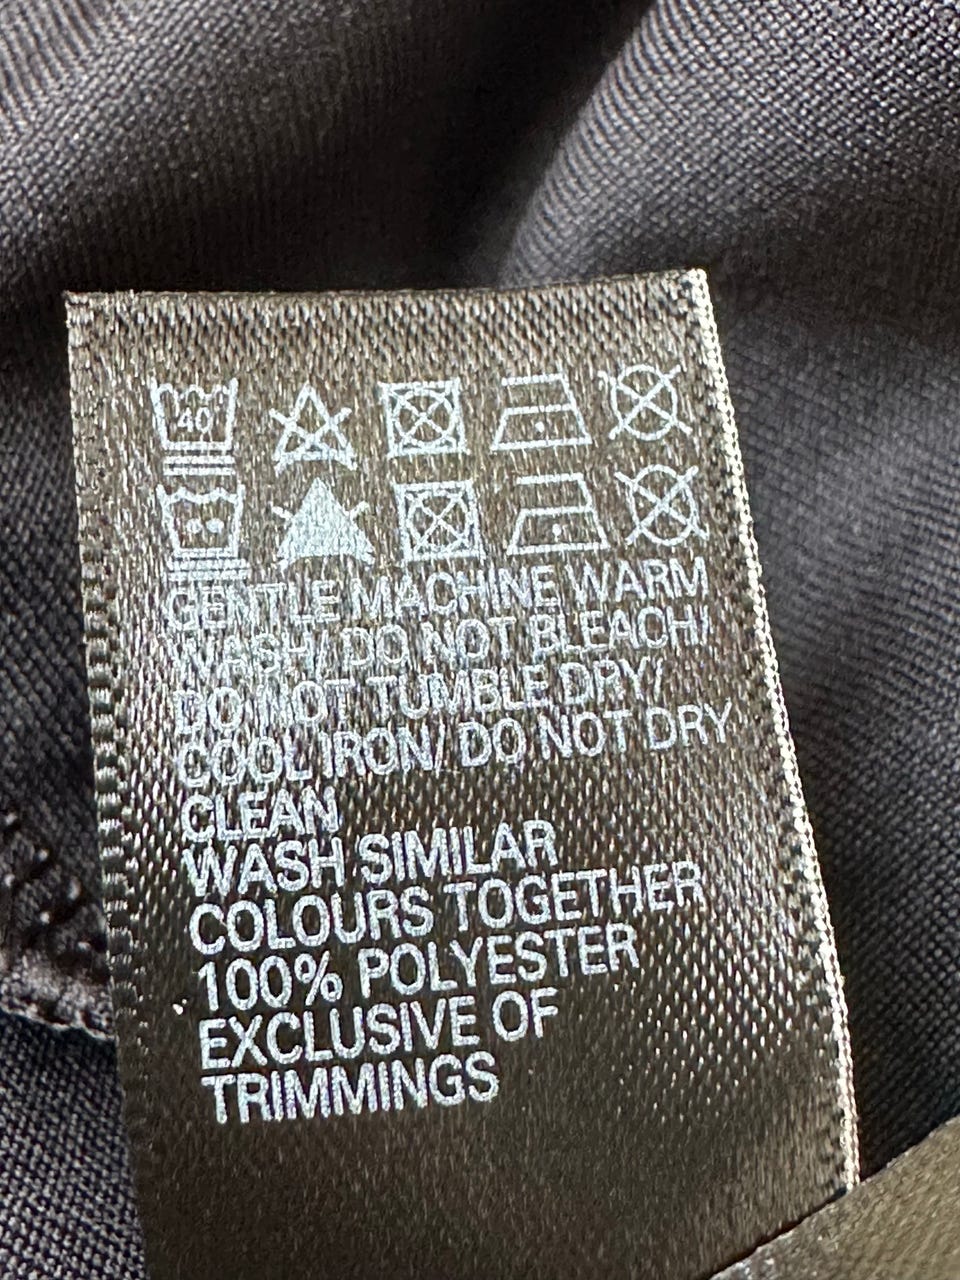 40
GENTLE MACHINE WARM
WASH/ DO NOT BLEACH/
DO NOT TUMBLE DRY/
COOL IRON/ DO NOT DRY
CLEAN
WASH SIMILAR
COLOURS TOGETHER
100% POLYESTER
EXCLUSIVE OF
TRIMMINGS